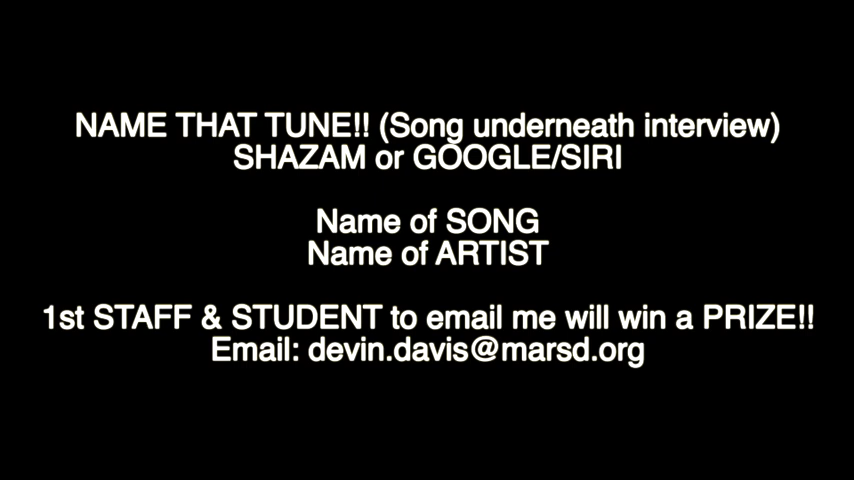 NAME THAT TUNE!! (Song underneath interview)
SHAZAM or GOOGLE/SIRI
Name of SONG
Name of ARTIST
1st STAFF & STUDENT to email me will win a PRIZE!!
Email: devin.davis@marsd.org